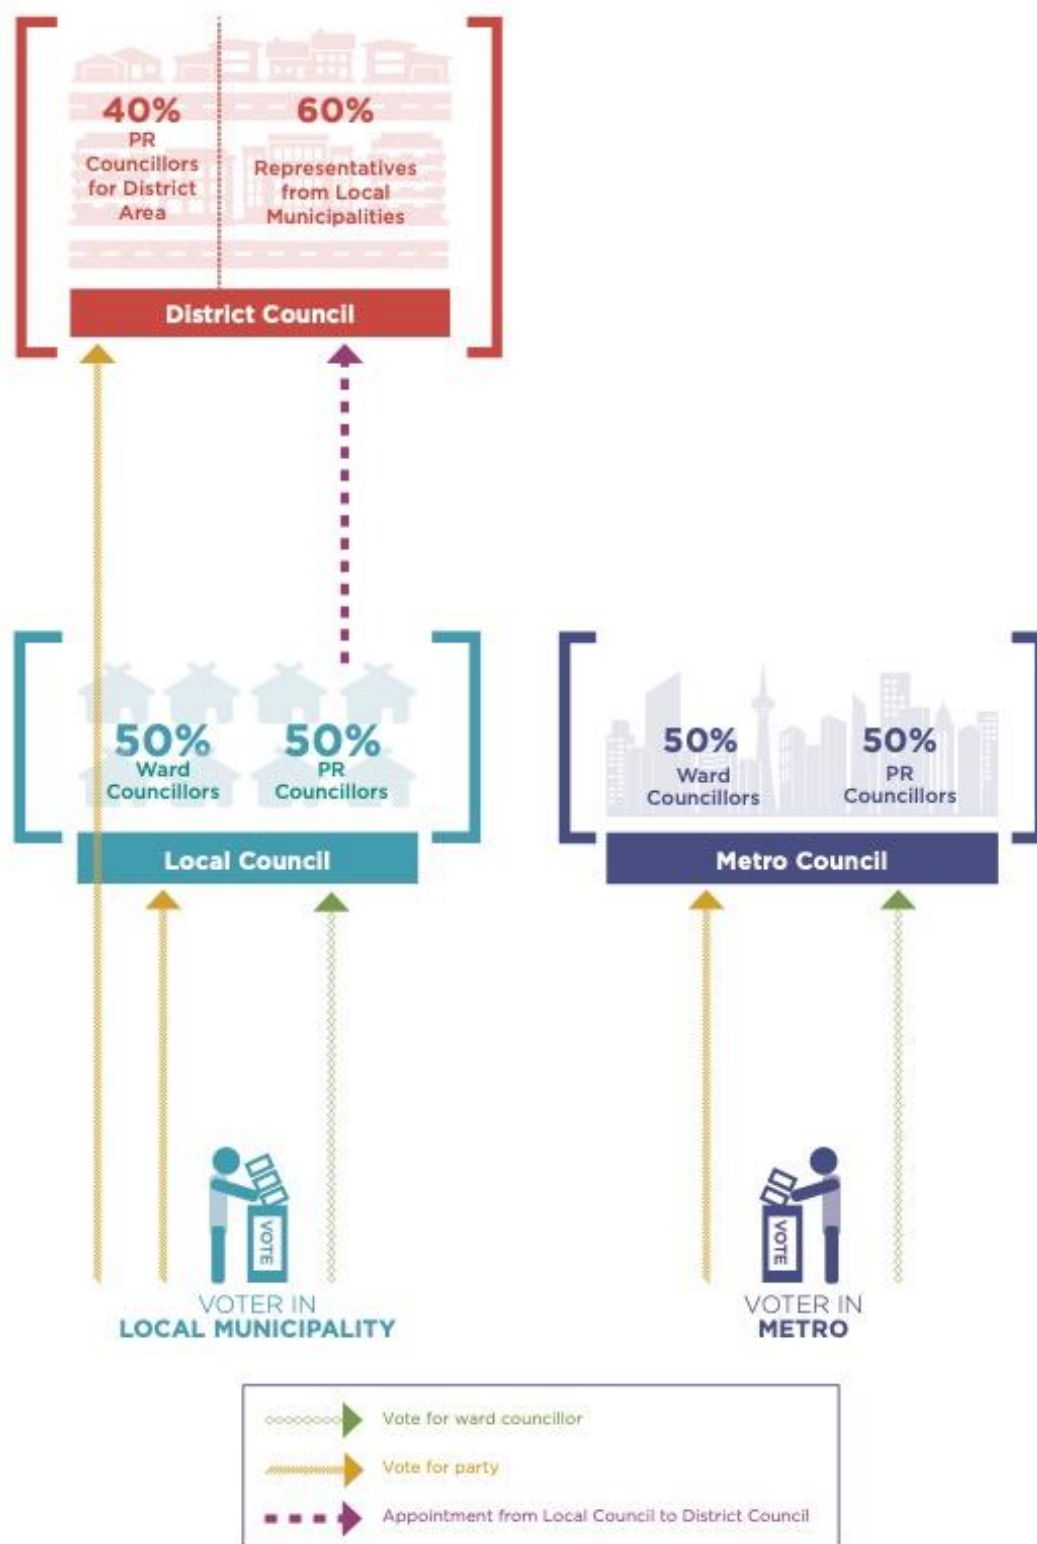 40%
PR
Councillors
for District
Area
60%
Representatives
from Local
Municipalities
District Council
50%
Ward
Councillors
50%
PR
Councillors
Local Council
50%
Ward
Councillors
50%
PR
Councillors
Metro Council
VOTE
VOTER IN
LOCAL MUNICIPALITY
VOTE
VOTER IN
METRO
Vote for ward councillor
Vote for party
Appointment from Local Council to District Council